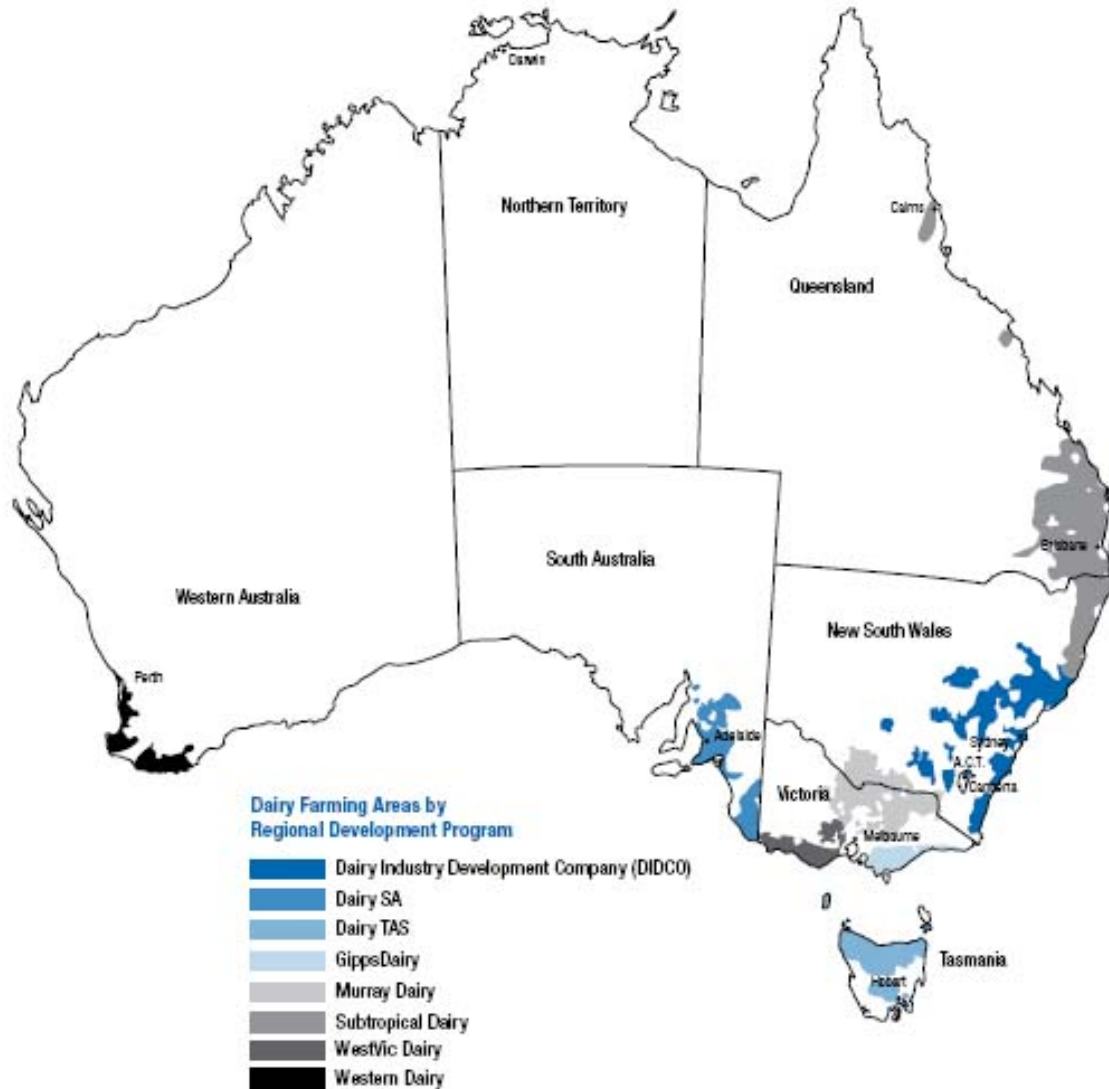 Darwin
Northern Territory
Cairns
Queensland
Brisbane
South Australia
Western Australia
New South Wales
Perth
Adelaide
Sydney
A.C.T.
Canberra
Victoria
Melbourne
Tasmania
Hobart
Dairy Farming Areas by
Regional Development Program
Dairy Industry Development Company (DIDCO)
Dairy SA
Dairy TAS
GippsDairy
Murray Dairy
Subtropical Dairy
WestVic Dairy
Western Dairy